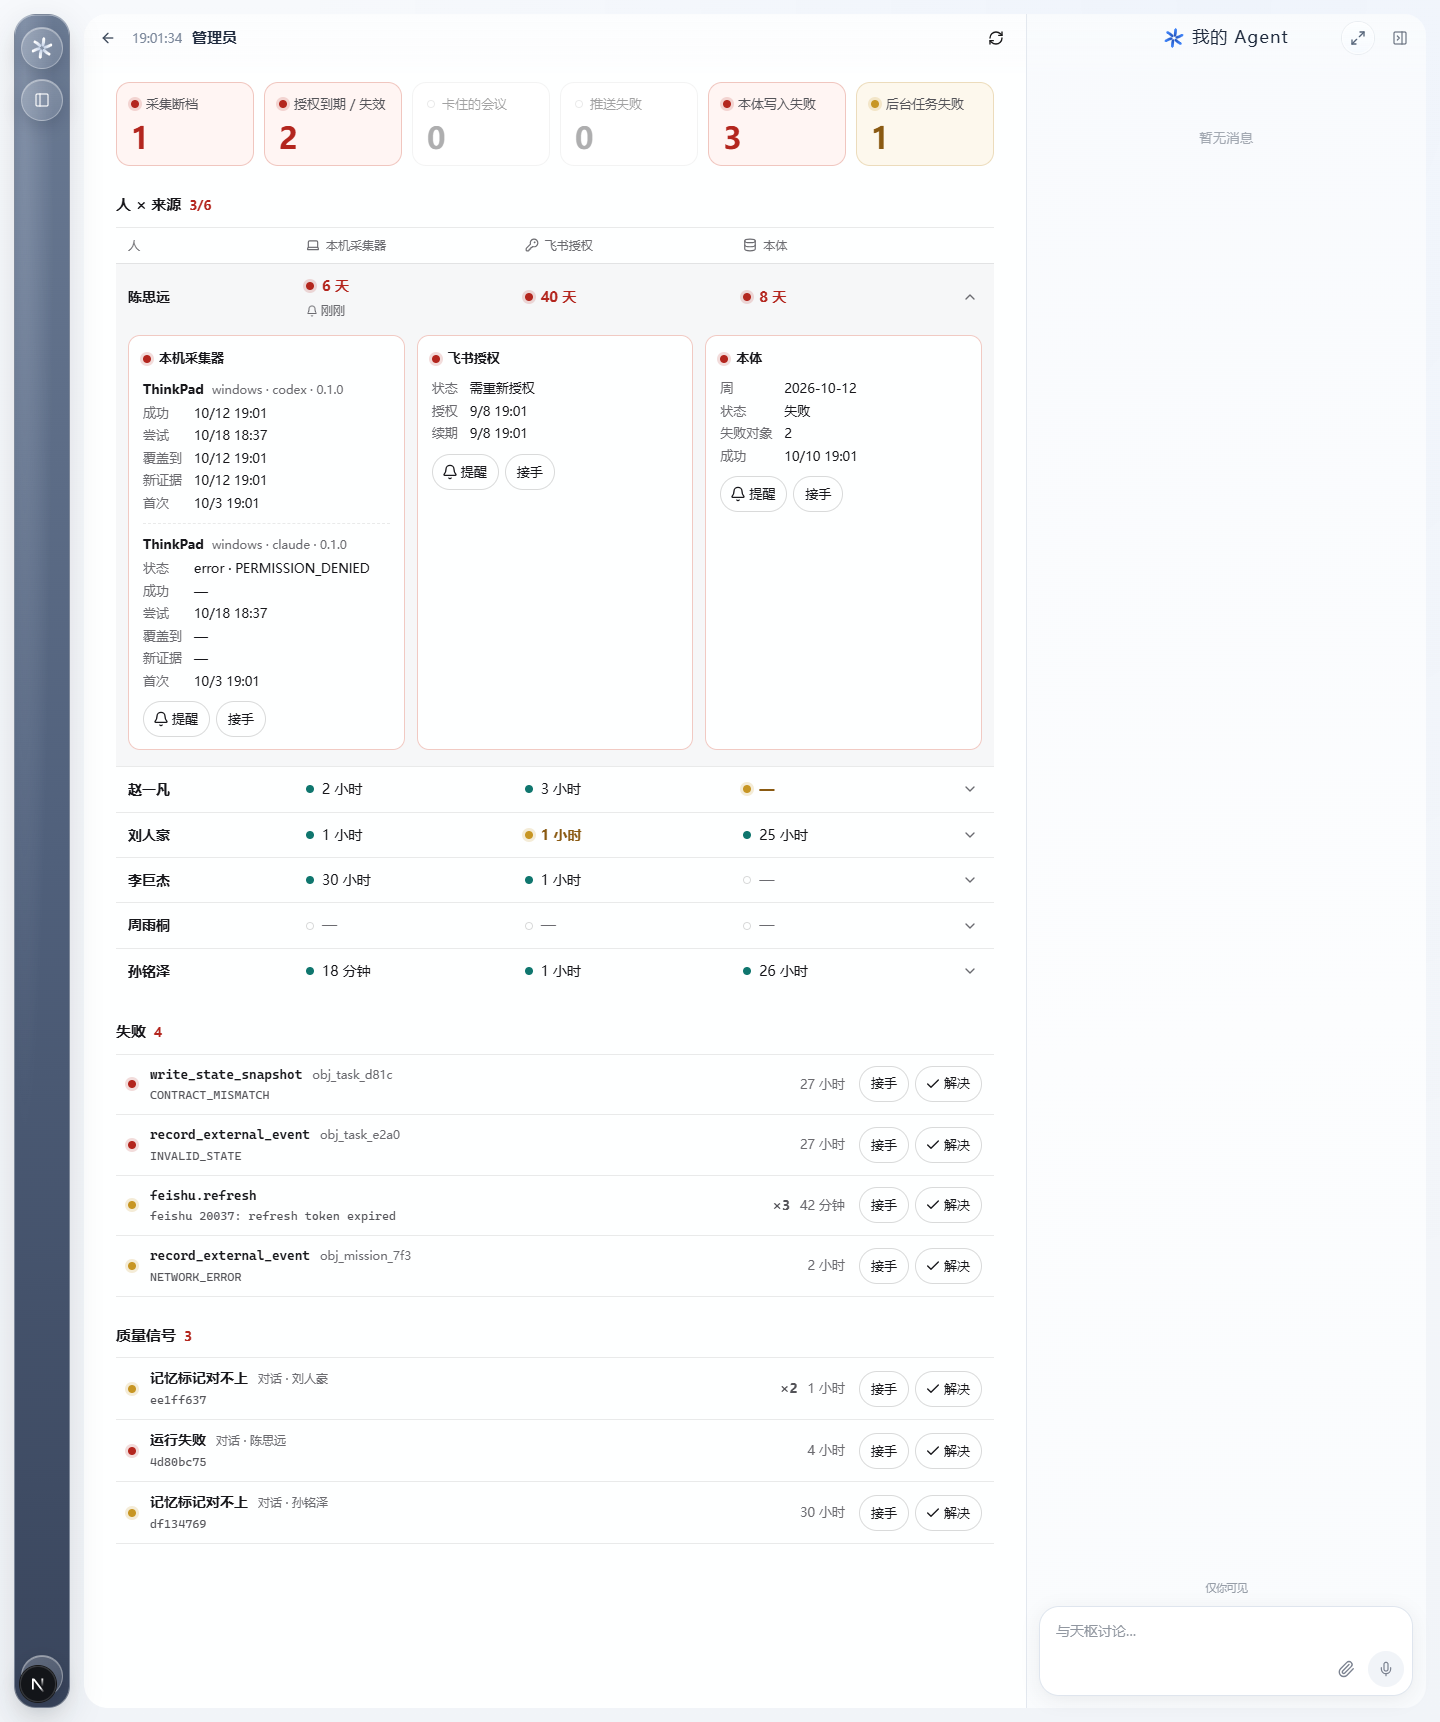 19:01:34 管理员
我的 Agent
采集断档
1
授权到期 / 失效
2
卡住的会议
0
推送失败
0
本体写入失败
3
后台任务失败
1
暂无消息
人 × 来源 3/6
人 本机采集器 飞书授权 本体
陈思远 6 天 40 天 8 天
刚刚
本机采集器
ThinkPad windows · codex · 0.1.0
成功 10/12 19:01
尝试 10/18 18:37
覆盖到 10/12 19:01
新证据 10/12 19:01
首次 10/3 19:01
ThinkPad windows · claude · 0.1.0
状态 error · PERMISSION_DENIED
成功 —
尝试 10/18 18:37
覆盖到 —
新证据 —
首次 10/3 19:01
提醒 接手
飞书授权
状态 需重新授权
授权 9/8 19:01
续期 9/8 19:01
提醒 接手
本体
周 2026-10-12
状态 失败
失败对象 2
成功 10/10 19:01
提醒 接手
赵一凡 2 小时 3 小时 —
刘人豪 1 小时 1 小时 25 小时
李巨杰 30 小时 1 小时 —
周雨桐 — — —
孙铭泽 18 分钟 1 小时 26 小时
失败 4
write_state_snapshot obj_task_d81c
CONTRACT_MISMATCH
27 小时 接手 解决
record_external_event obj_task_e2a0
INVALID_STATE
27 小时 接手 解决
feishu.refresh
feishu 20037: refresh token expired
×3 42 分钟 接手 解决
record_external_event obj_mission_7f3
NETWORK_ERROR
2 小时 接手 解决
质量信号 3
记忆标记对不上 对话 · 刘人豪
ee1ff637
×2 1 小时 接手 解决
运行失败 对话 · 陈思远
4d80bc75
4 小时 接手 解决
记忆标记对不上 对话 · 孙铭泽
df134769
30 小时 接手 解决
仅你可见
与天枢讨论...
N